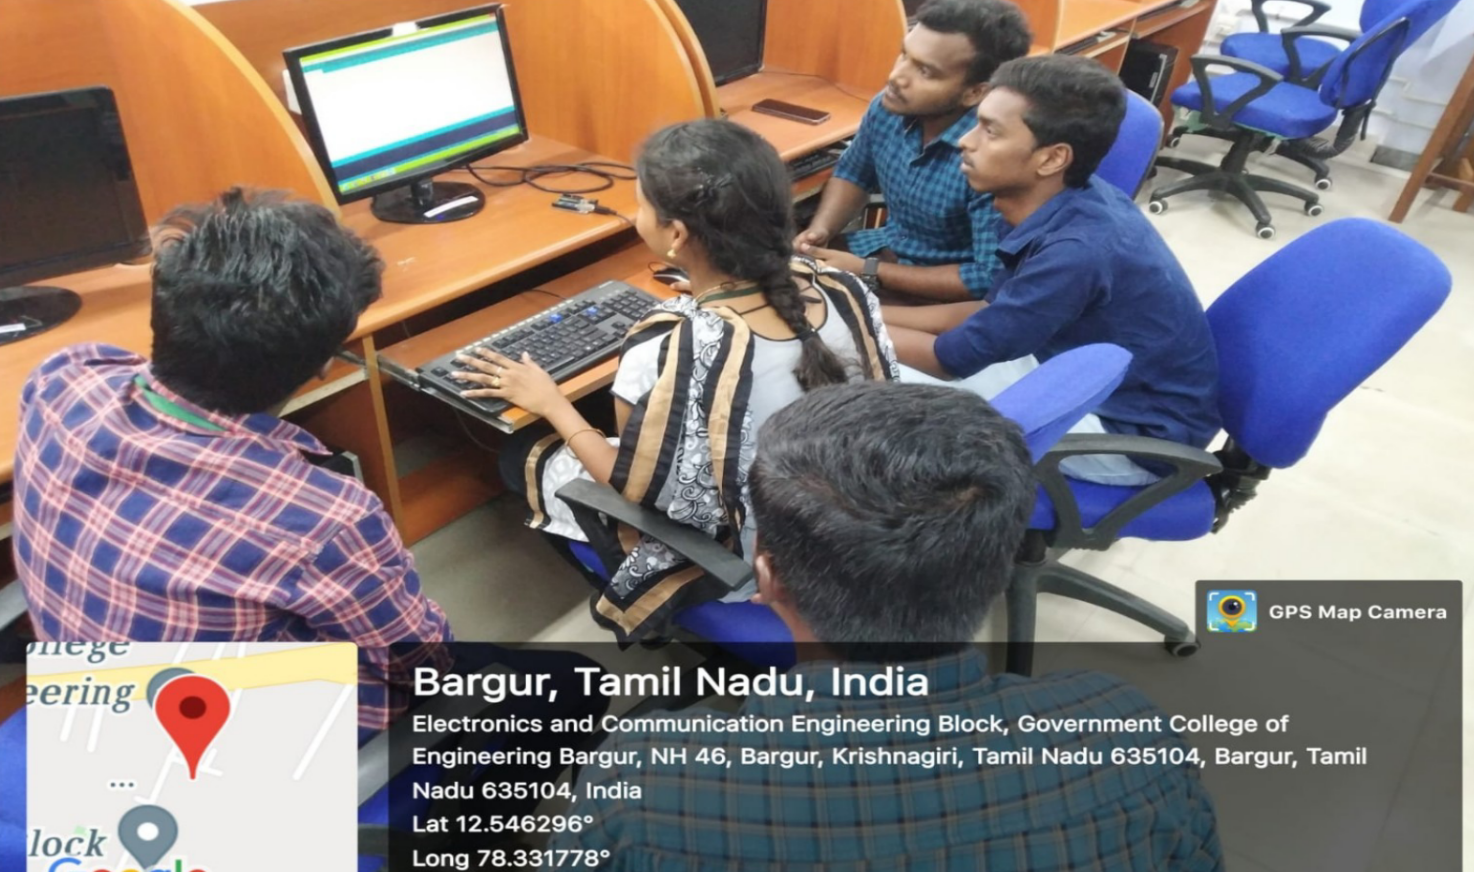 GPS Map Camera
Bargur, Tamil Nadu, India
Electronics and Communication Engineering Block, Government College of
Engineering Bargur, NH 46, Bargur, Krishnagiri, Tamil Nadu 635104, Bargur, Tamil
Nadu 635104, India
Lat 12.546296°
Long 78.331778°
eering
...
lock
Google